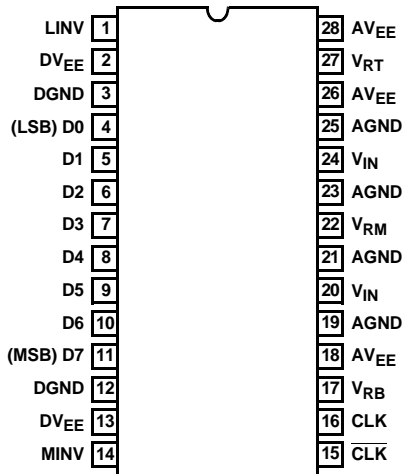 LINV 1 28 AVEE
DVEE 2 27 VRT
DGND 3 26 AVEE
(LSB) D0 4 25 AGND
D1 5 24 VIN
D2 6 23 AGND
D3 7 22 VRM
D4 8 21 AGND
D5 9 20 VIN
D6 10 19 AGND
(MSB) D7 11 18 AVEE
DGND 12 17 VRB
DVEE 13 16 CLK
MINV 14 15 C̅L̅K̅